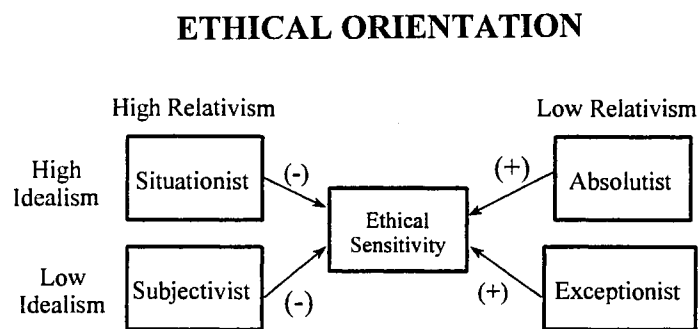 ETHICAL ORIENTATION
High Relativism
Low Relativism
High
Idealism
Situationist
(-)
(+)
Absolutist
Ethical
Sensitivity
Low
Idealism
Subjectivist
(-)
(+)
Exceptionist